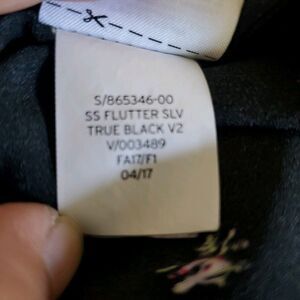 S/865346-00
SS FLUTTER SLV
TRUE BLACK V2
V/003489
FA17/F1
04/17